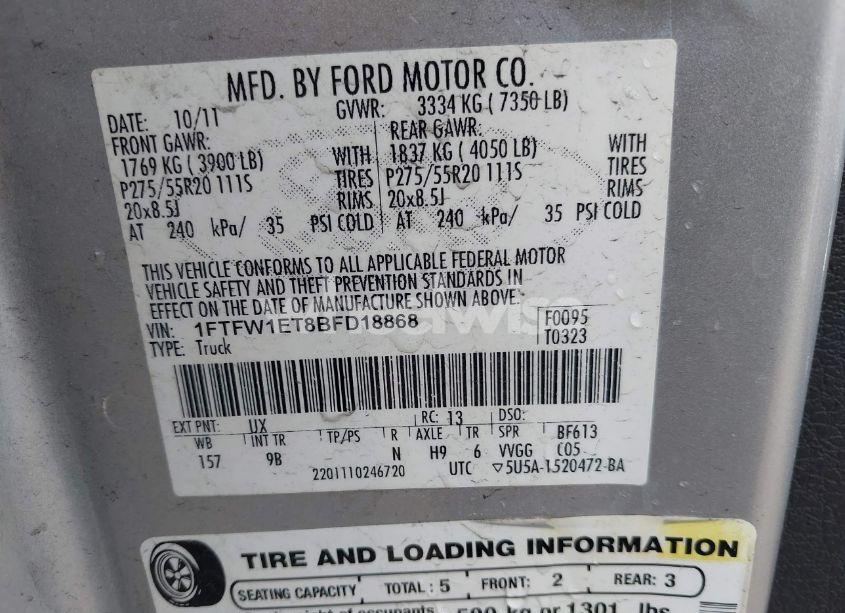 MFD. BY FORD MOTOR CO.
DATE: 10/11 GVWR: 3334 KG ( 7350 LB)
FRONT GAWR: REAR GAWR:
1769 KG ( 3900 LB) WITH 1837 KG ( 4050 LB) WITH
P275/55R20 111S TIRES P275/55R20 111S TIRES
20x8.5J RIMS 20x8.5J RIMS
AT 240 kPa/ 35 PSI COLD AT 240 kPa/ 35 PSI COLD
THIS VEHICLE CONFORMS TO ALL APPLICABLE FEDERAL MOTOR
VEHICLE SAFETY AND THEFT PREVENTION STANDARDS IN
EFFECT ON THE DATE OF MANUFACTURE SHOWN ABOVE.
VIN: 1FTFW1ET8BFD18868 F0095
TYPE: Truck T0323
EXT PNT: UX RC: 13 DSO:
WB INT TR TP/PS R AXLE TR SPR BF613
157 9B N H9 6 VVGG C05
2201110246720 UTC ▽5U5A-1520472-BA
TIRE AND LOADING INFORMATION
SEATING CAPACITY TOTAL : 5 FRONT: 2 REAR: 3